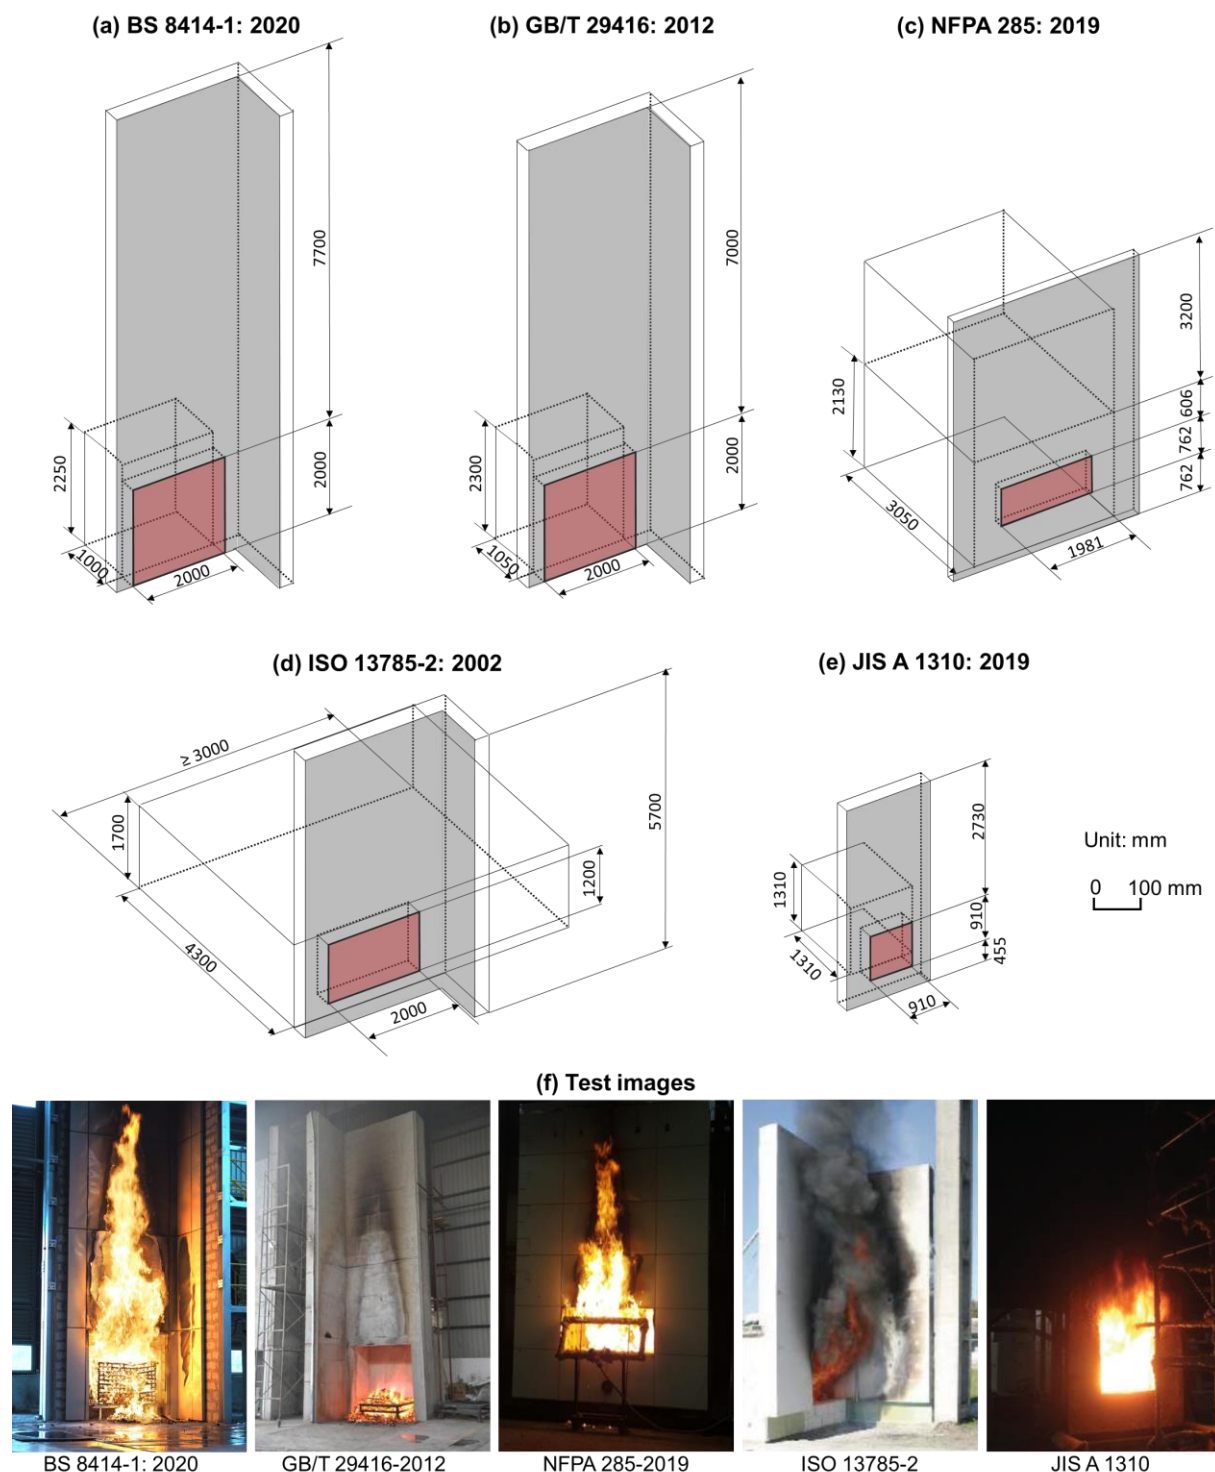 (a) BS 8414-1: 2020
(b) GB/T 29416: 2012
(c) NFPA 285: 2019
7700
2250
2000
1000
2000
7000
2300
2000
1050
2000
3200
606
762
762
2130
3050
1981
(d) ISO 13785-2: 2002
(e) JIS A 1310: 2019
≥ 3000
1700
5700
1200
4300
2000
2730
1310
910
455
1310
910
Unit: mm
0 100 mm
(f) Test images
BS 8414-1: 2020
GB/T 29416-2012
NFPA 285-2019
ISO 13785-2
JIS A 1310